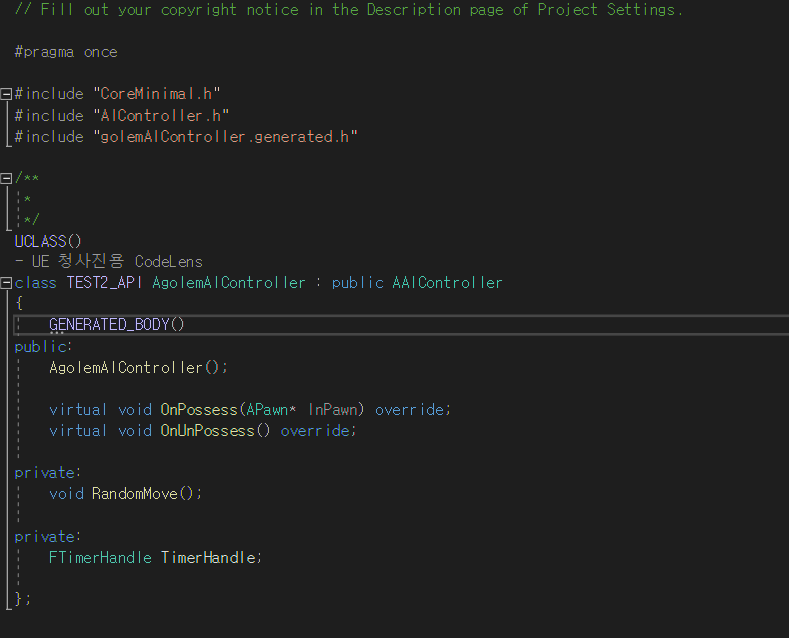 // Fill out your copyright notice in the Description page of Project Settings.
#pragma once
#include "CoreMinimal.h"
#include "AIController.h"
#include "golemAIController.generated.h"
/**
*
*/
UCLASS()
- UE 청사진용 CodeLens
class TEST2_API AgolemAIController : public AAIController
{
GENERATED_BODY()
public:
AgolemAIController();
virtual void OnPossess(APawn* InPawn) override;
virtual void OnUnPossess() override;
private:
void RandomMove();
private:
FTimerHandle TimerHandle;
};